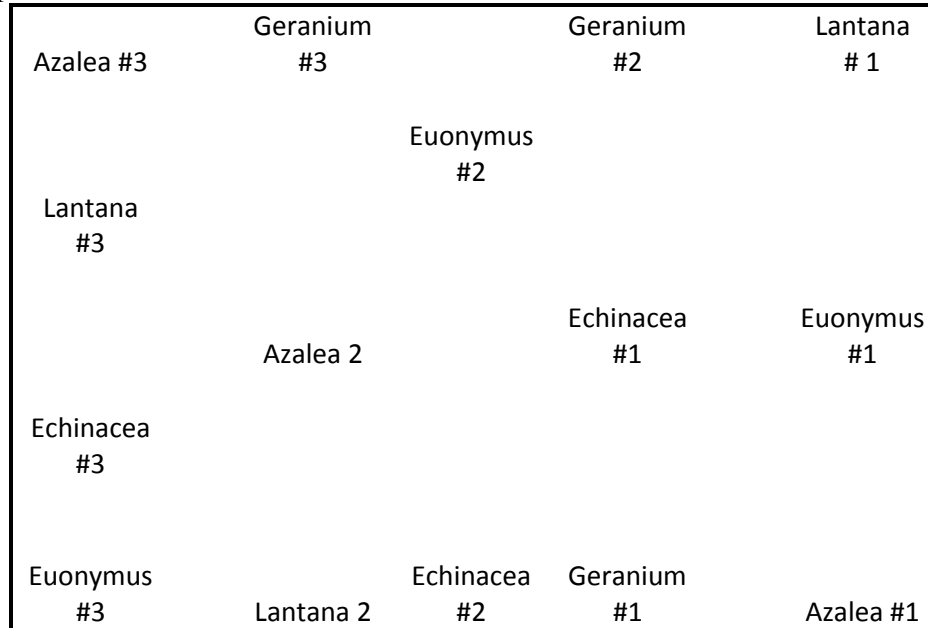 Geranium Geranium Lantana
Azalea #3 #3 #2 # 1
Euonymus
#2
Lantana
#3
Echinacea Euonymus
Azalea 2 #1 #1
Echinacea
#3
Euonymus Echinacea Geranium
#3 Lantana 2 #2 #1 Azalea #1